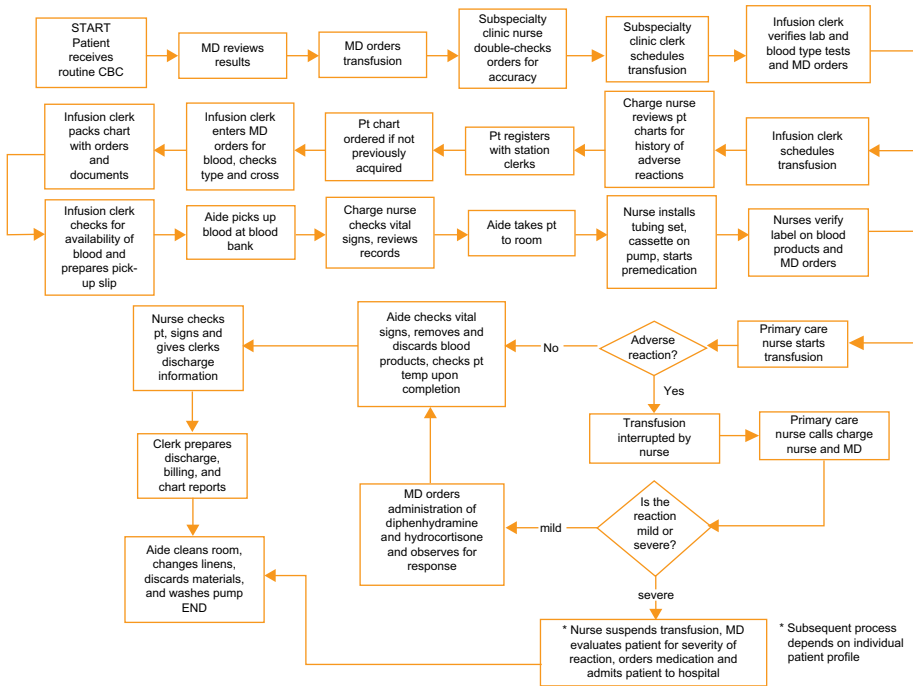 START
Patient
receives
routine CBC
MD reviews
results
MD orders
transfusion
Subspecialty
clinic nurse
double-checks
orders for
accuracy
Subspecialty
clinic clerk
schedules
transfusion
Infusion clerk
verifies lab and
blood type tests
and MD orders
Infusion clerk
schedules
transfusion
Charge nurse
reviews pt
charts for
history of
adverse
reactions
Pt registers
with station
clerks
Pt chart
ordered if not
previously
acquired
Infusion clerk
enters MD
orders for
blood, checks
type and cross
Infusion clerk
packs chart
with orders
and
documents
Infusion clerk
checks for
availability of
blood and
prepares pick-
up slip
Aide picks up
blood at blood
bank
Charge nurse
checks vital
signs, reviews
records
Aide takes pt
to room
Nurse installs
tubing set,
cassette on
pump, starts
premedication
Nurses verify
label on blood
products and
MD orders
Primary care
nurse starts
transfusion
Adverse
reaction?
No
Aide checks vital
signs, removes and
discards blood
products, checks pt
temp upon
completion
Nurse checks
pt, signs and
gives clerks
discharge
information
Yes
Transfusion
interrupted by
nurse
Primary care
nurse calls charge
nurse and MD
Clerk prepares
discharge,
billing, and
chart reports
Is the
reaction
mild or
severe?
mild
MD orders
administration of
diphenhydramine
and hydrocortisone
and observes for
response
Aide cleans room,
changes linens,
discards materials,
and washes pump
END
severe
* Nurse suspends transfusion, MD
evaluates patient for severity of
reaction, orders medication and
admits patient to hospital
* Subsequent process
depends on individual
patient profile